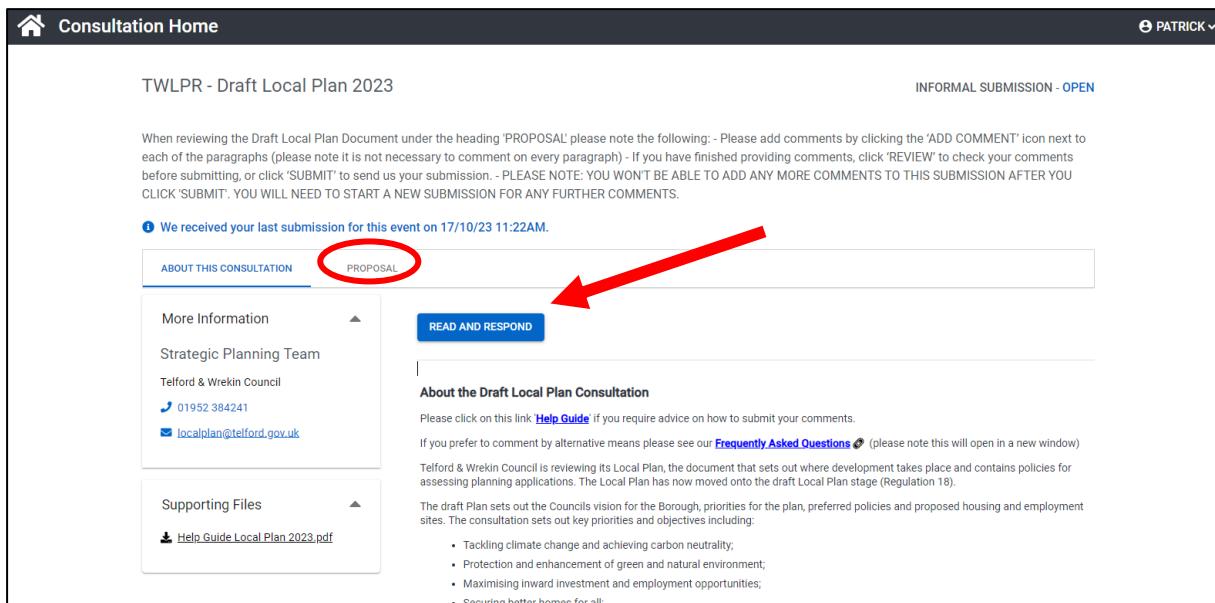 Consultation Home
PATRICK
TWLPR - Draft Local Plan 2023
INFORMAL SUBMISSION - OPEN
When reviewing the Draft Local Plan Document under the heading 'PROPOSAL' please note the following: - Please add comments by clicking the 'ADD COMMENT' icon next to
each of the paragraphs (please note it is not necessary to comment on every paragraph) - If you have finished providing comments, click 'REVIEW' to check your comments
before submitting, or click 'SUBMIT' to send us your submission. - PLEASE NOTE: YOU WON'T BE ABLE TO ADD ANY MORE COMMENTS TO THIS SUBMISSION AFTER YOU
CLICK 'SUBMIT'. YOU WILL NEED TO START A NEW SUBMISSION FOR ANY FURTHER COMMENTS.
We received your last submission for this event on 17/10/23 11:22AM.
ABOUT THIS CONSULTATION
PROPOSAL
More Information
Strategic Planning Team
Telford & Wrekin Council
01952 384241
localplan@telford.gov.uk
Supporting Files
Help Guide Local Plan 2023.pdf
READ AND RESPOND
About the Draft Local Plan Consultation
Please click on this link 'Help Guide' if you require advice on how to submit your comments.
If you prefer to comment by alternative means please see our Frequently Asked Questions (please note this will open in a new window)
Telford & Wrekin Council is reviewing its Local Plan, the document that sets out where development takes place and contains policies for
assessing planning applications. The Local Plan has now moved onto the draft Local Plan stage (Regulation 18).
The draft Plan sets out the Councils vision for the Borough, priorities for the plan, preferred policies and proposed housing and employment
sites. The consultation sets out key priorities and objectives including:
• Tackling climate change and achieving carbon neutrality;
• Protection and enhancement of green and natural environment;
• Maximising inward investment and employment opportunities;
• Securing better homes for all;